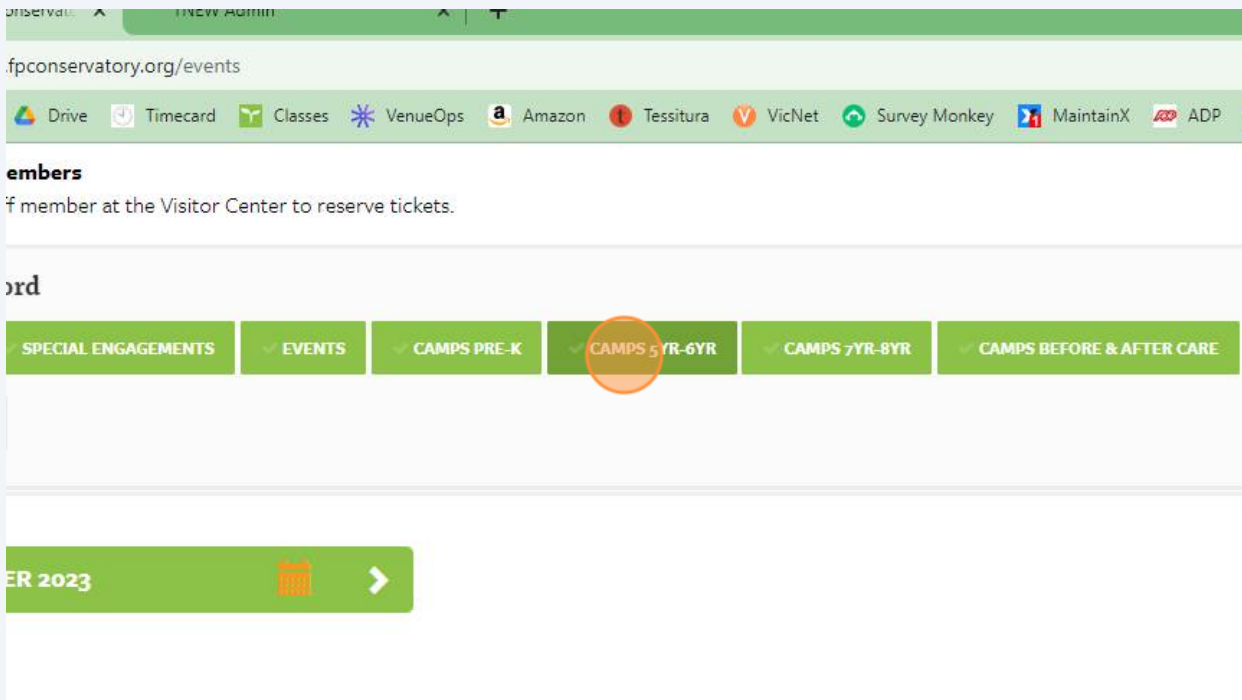 TNEW Admin
.fpconservatory.org/events
Drive Timecard Classes VenueOps Amazon Tessitura VicNet Survey Monkey MaintainX ADP
embers
member at the Visitor Center to reserve tickets.
ord
SPECIAL ENGAGEMENTS EVENTS CAMPS PRE-K CAMPS 5YR-6YR CAMPS 7YR-8YR CAMPS BEFORE & AFTER CARE
ER 2023